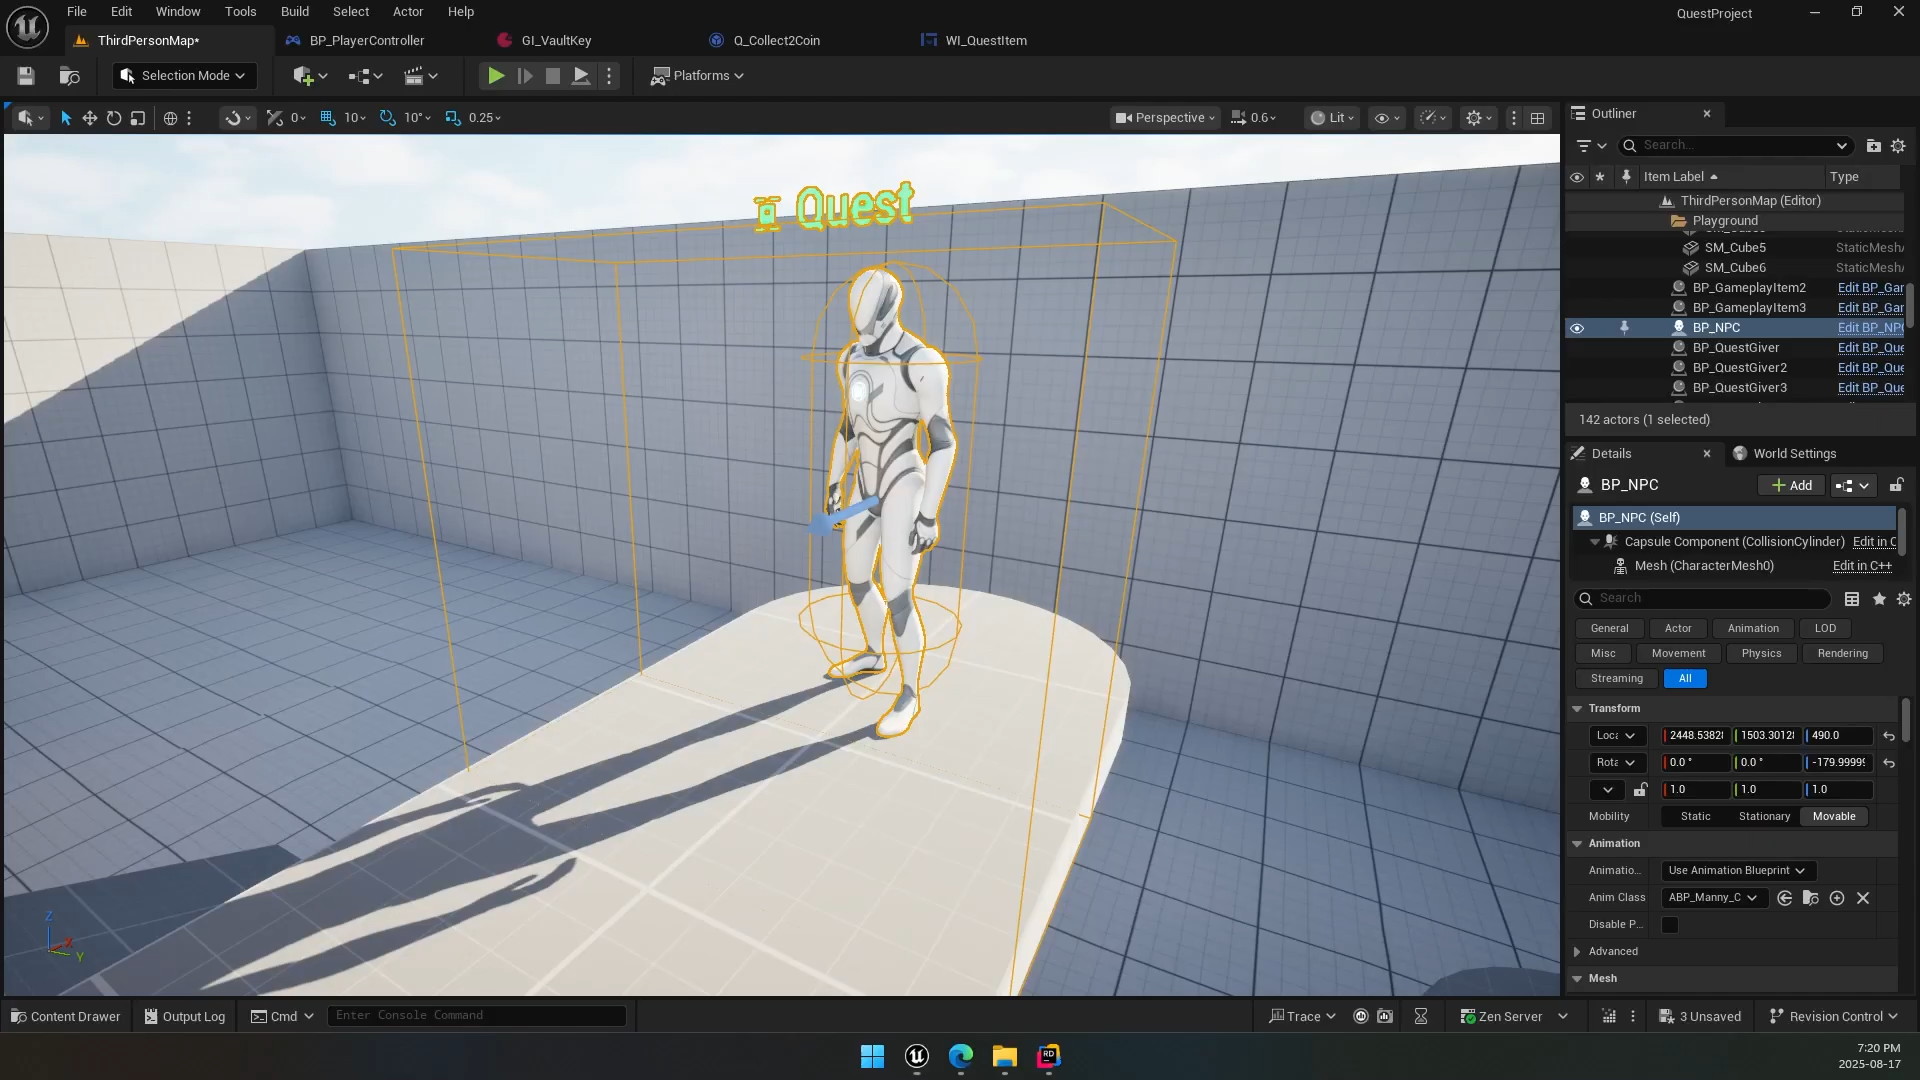 File Edit Window Tools Build Select Actor Help
QuestProject
ThirdPersonMap*
BP_PlayerController
GI_VaultKey
Q_Collect2Coin
WI_QuestItem
Selection Mode
Platforms
0
10
10°
0.25
Perspective
0.6
Lit
Quest
Outliner
Search...
Item Label
Type
ThirdPersonMap (Editor)
Playground
SM_Cube5
StaticMesh
SM_Cube6
StaticMesh
BP_GameplayItem2
Edit BP_Gar
BP_GameplayItem3
Edit BP_Gar
BP_NPC
Edit BP_NP
BP_QuestGiver
Edit BP_Que
BP_QuestGiver2
Edit BP_Que
BP_QuestGiver3
Edit BP_Que
142 actors (1 selected)
Details
World Settings
BP_NPC
Add
BP_NPC (Self)
Capsule Component (CollisionCylinder)
Edit in C
Mesh (CharacterMesh0)
Edit in C++
Search
General Actor Animation LOD
Misc Movement Physics Rendering
Streaming All
Transform
Loca 2448.5382 1503.3012 490.0
Rota 0.0 ° 0.0 ° -179.9999
1.0 1.0 1.0
Mobility Static Stationary Movable
Animation
Animatio... Use Animation Blueprint
Anim Class ABP_Manny_C
Disable P...
Advanced
Mesh
Z
X
Y
Content Drawer
Output Log
Cmd
Enter Console Command
Trace
Zen Server
3 Unsaved
Revision Control
RD
7:20 PM
2025-08-17